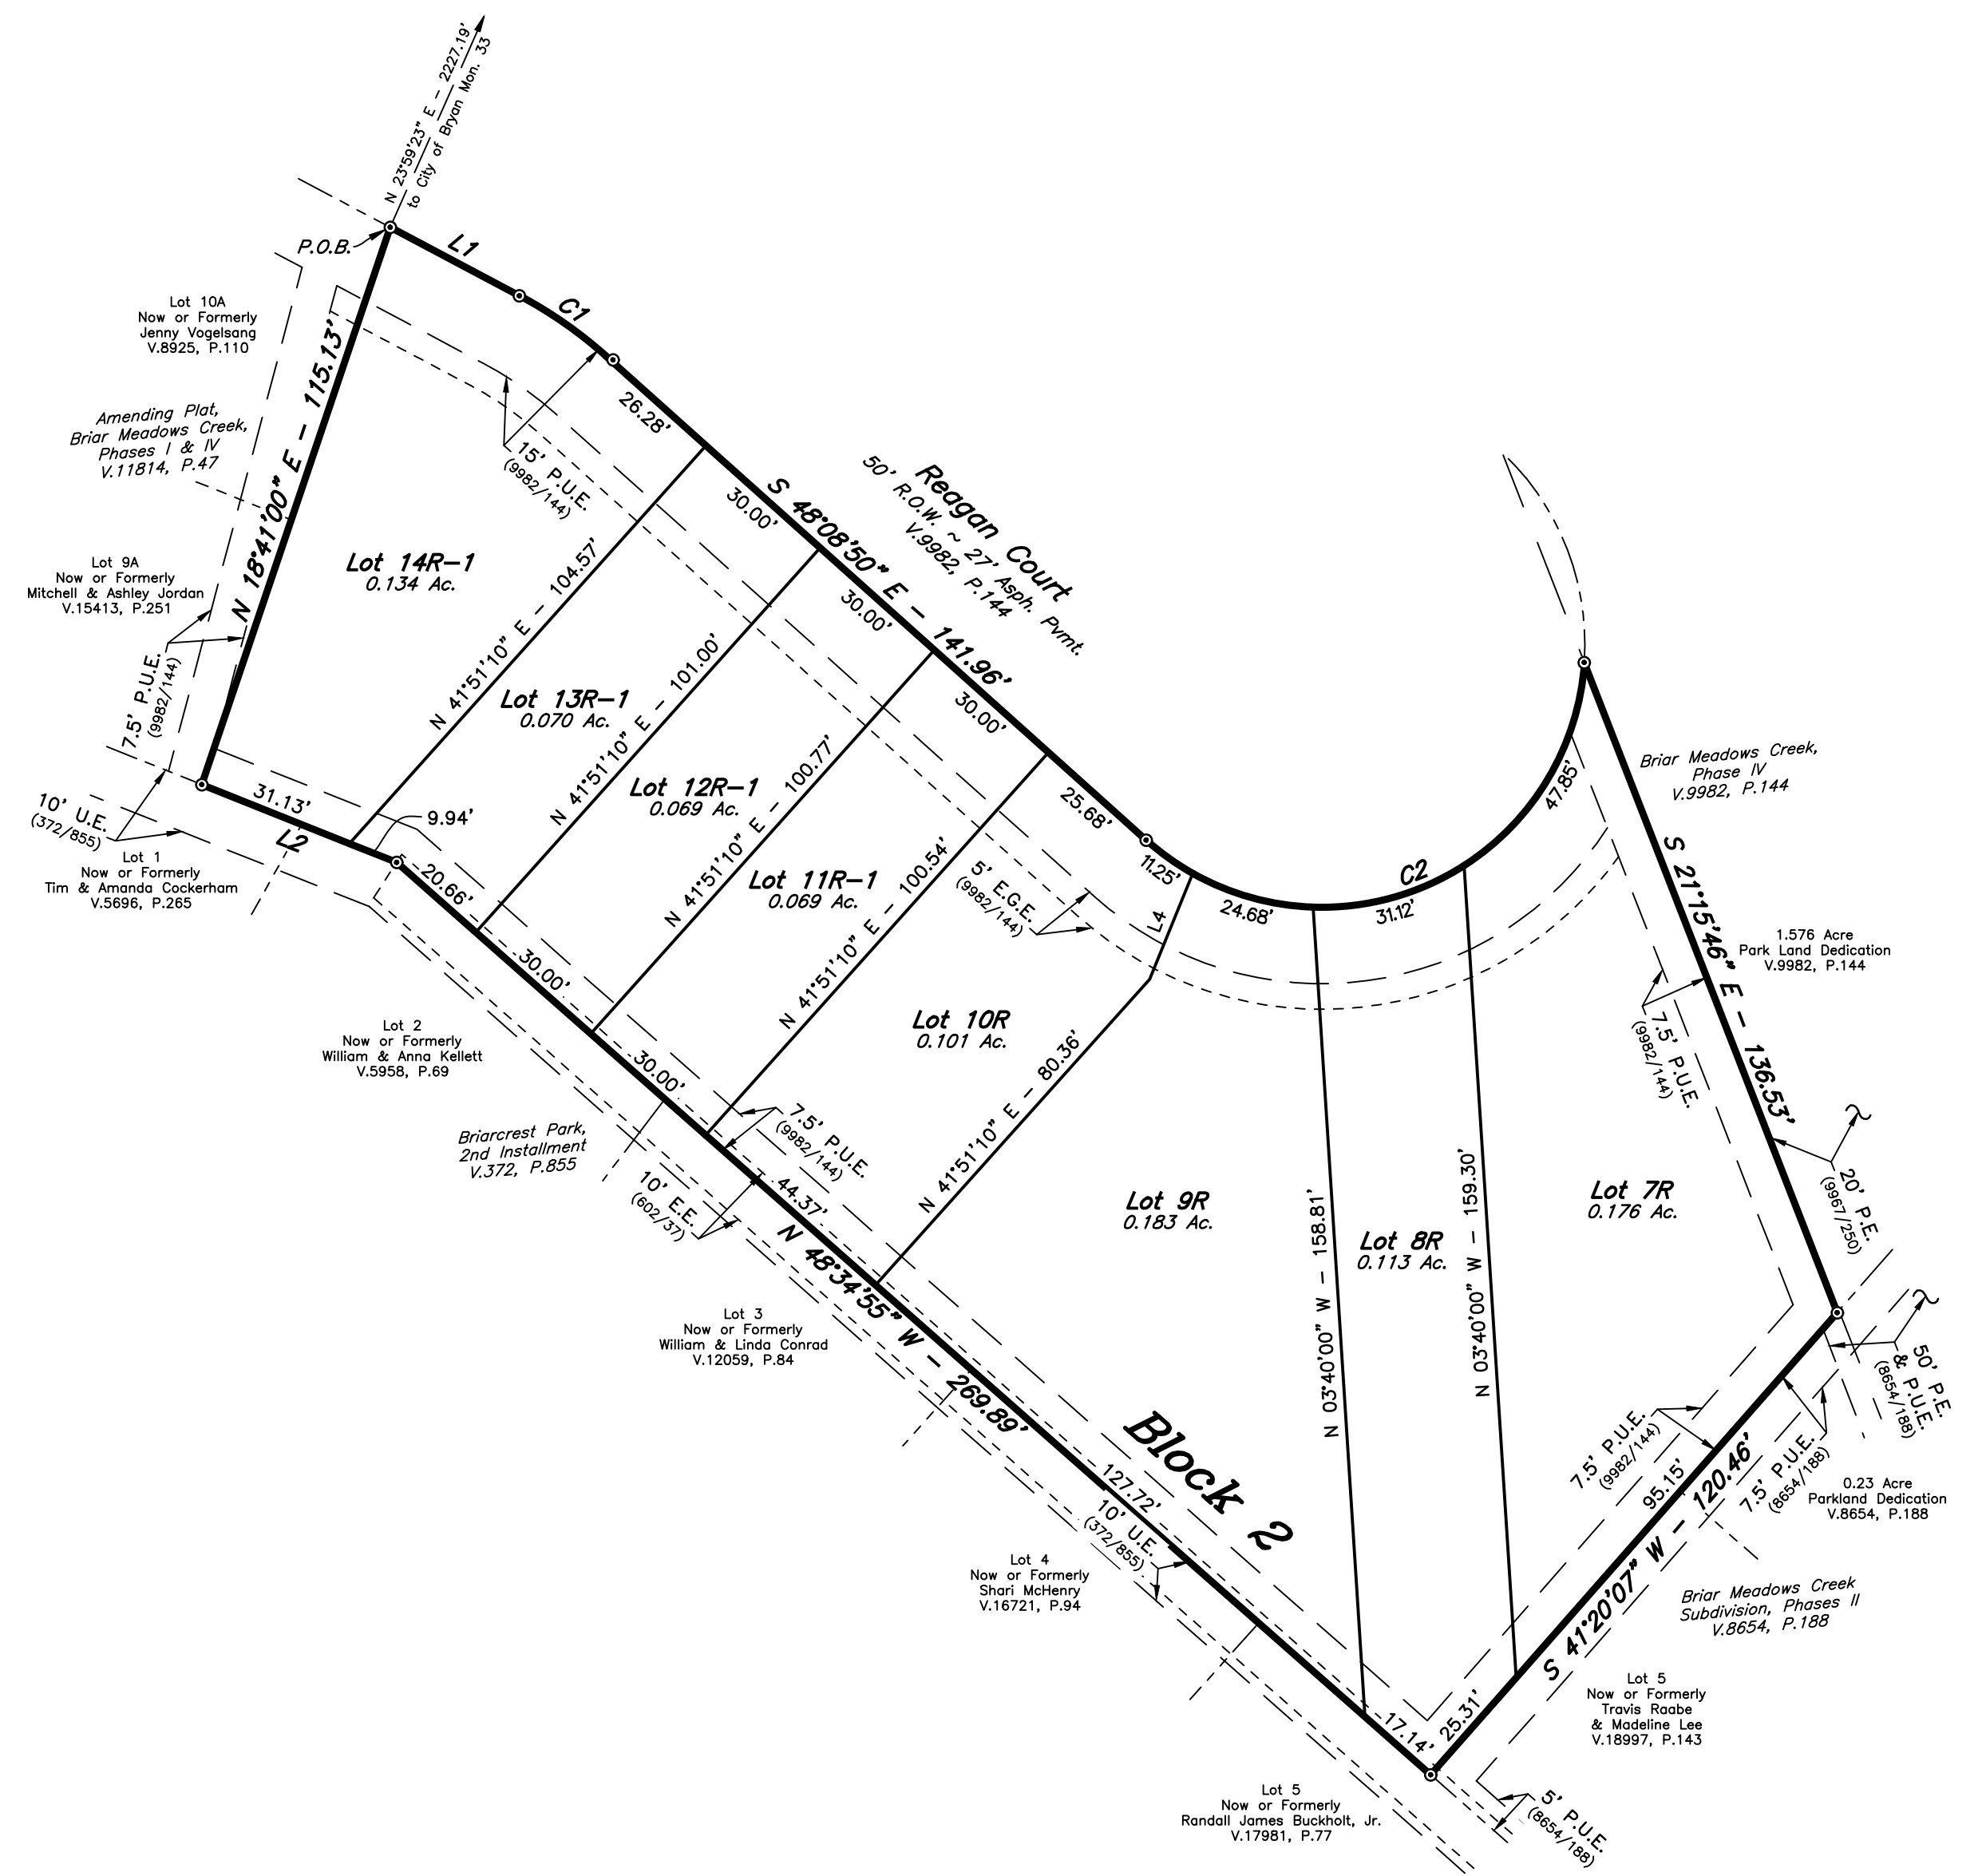 N 23°59'23" E - 2227.19'
to City of Bryan Mon. 33
P.O.B.
L1
C1
Lot 10A
Now or Formerly
Jenny Vogelsang
V.8925, P.110
Amending Plat,
Briar Meadows Creek,
Phases I & IV
V.11814, P.47
N 18°41'00" E - 115.13'
26.28'
15' P.U.E.
(9982/144)
30.00'
S 48°08'50" E - 141.96'
Reagan Court
50' R.O.W. ~ 27' Asph. Pvmt.
V.9982, P.144
Lot 9A
Now or Formerly
Mitchell & Ashley Jordan
V.15413, P.251
Lot 14R-1
0.134 Ac.
N 41°51'10" E - 104.57'
30.00'
7.5' P.U.E.
(9982/144)
Lot 13R-1
0.070 Ac.
N 41°51'10" E - 101.00'
30.00'
10' U.E.
(372/855)
31.13'
L2
9.94'
Lot 1
Now or Formerly
Tim & Amanda Cockerham
V.5696, P.265
20.66'
Lot 12R-1
0.069 Ac.
N 41°51'10" E - 100.77'
25.68'
Lot 11R-1
0.069 Ac.
N 41°51'10" E - 100.54'
11.25'
5' E.G.E.
(9982/144)
L4
24.68'
31.12'
C2
47.85'
Briar Meadows Creek,
Phase IV
V.9982, P.144
S 21°15'46" E - 136.53'
1.576 Acre
Park Land Dedication
V.9982, P.144
7.5' P.U.E.
(9982/144)
30.00'
Lot 2
Now or Formerly
William & Anna Kellett
V.5958, P.69
30.00'
Lot 10R
0.101 Ac.
N 41°51'10" E - 80.36'
Briarcrest Park,
2nd Installment
V.372, P.855
7.5' P.U.E.
(9982/144)
10' E.E.
(602/37)
44.37'
N 48°34'55" W - 269.89'
Lot 9R
0.183 Ac.
N 03°40'00" W - 158.81'
Lot 8R
0.113 Ac.
N 03°40'00" W - 159.30'
Lot 7R
0.176 Ac.
20' P.E.
(9967/250)
50' P.E.
& P.U.E.
(8654/188)
Lot 3
Now or Formerly
William & Linda Conrad
V.12059, P.84
Block 2
127.72'
10' U.E.
(372/855)
7.5' P.U.E.
(9982/144)
95.15'
S 41°20'07" W - 120.46'
7.5' P.U.E.
(8654/188)
0.23 Acre
Parkland Dedication
V.8654, P.188
Lot 4
Now or Formerly
Shari McHenry
V.16721, P.94
Briar Meadows Creek
Subdivision, Phases II
V.8654, P.188
17.14'
25.31'
Lot 5
Now or Formerly
Travis Raabe
& Madeline Lee
V.18997, P.143
Lot 5
Now or Formerly
Randall James Buckholt, Jr.
V.17981, P.77
5' P.U.E.
(8654/188)